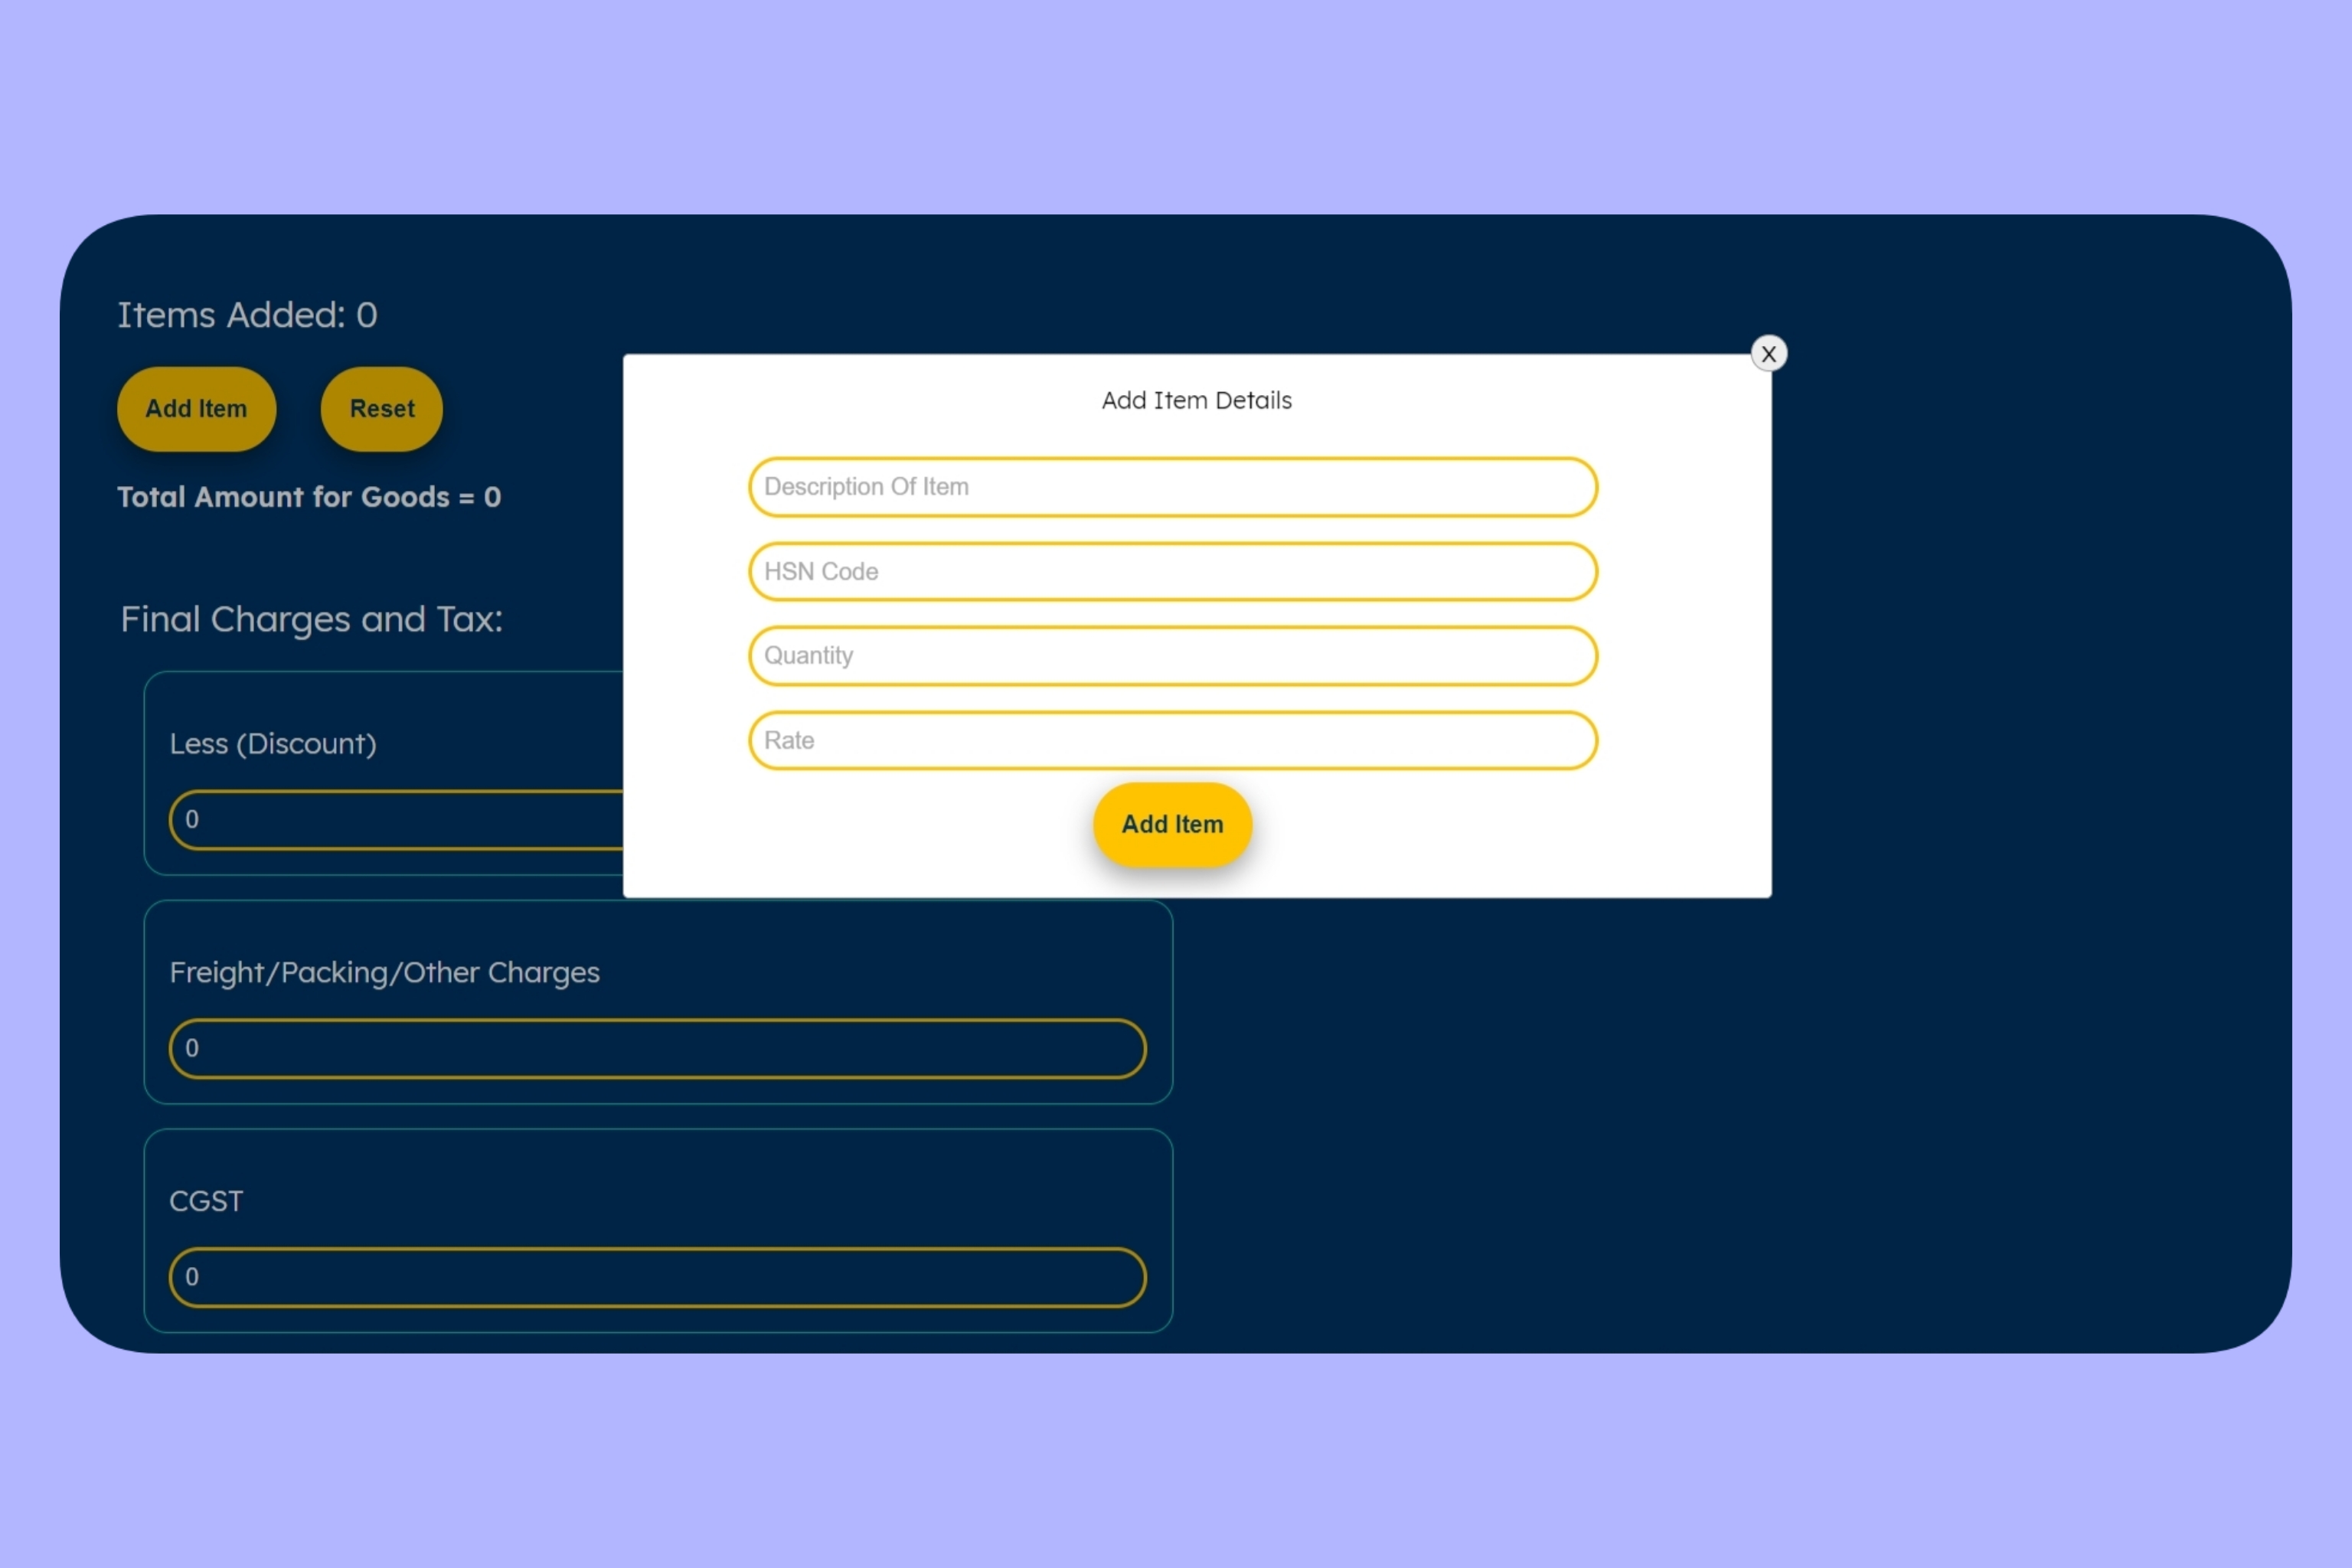 Items Added: 0
Add Item
Reset
Total Amount for Goods = 0
Final Charges and Tax:
Less (Discount)
0
Freight/Packing/Other Charges
0
CGST
0
X
Add Item Details
Description Of Item
HSN Code
Quantity
Rate
Add Item